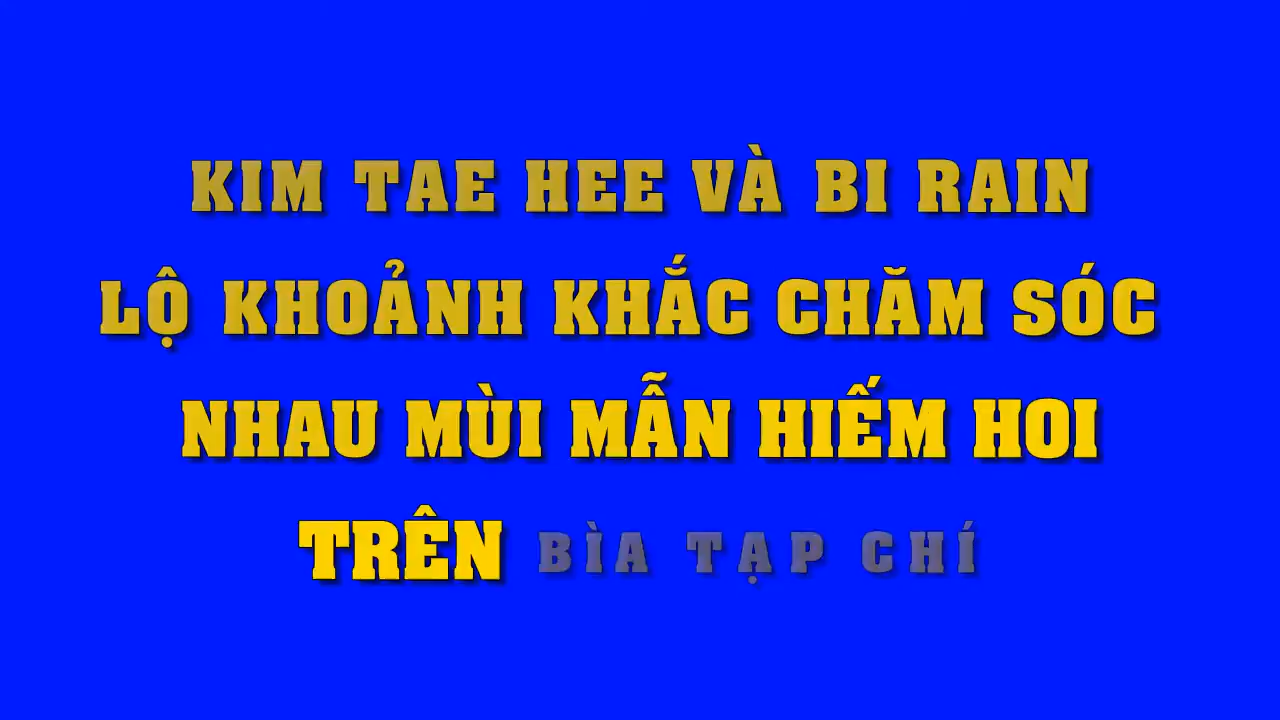 KIM TAE HEE VÀ BI RAIN
LỘ KHOẢNH KHẮC CHĂM SÓC
NHAU MÙI MẪN HIẾM HOI
TRÊN BÌA TẠP CHÍ